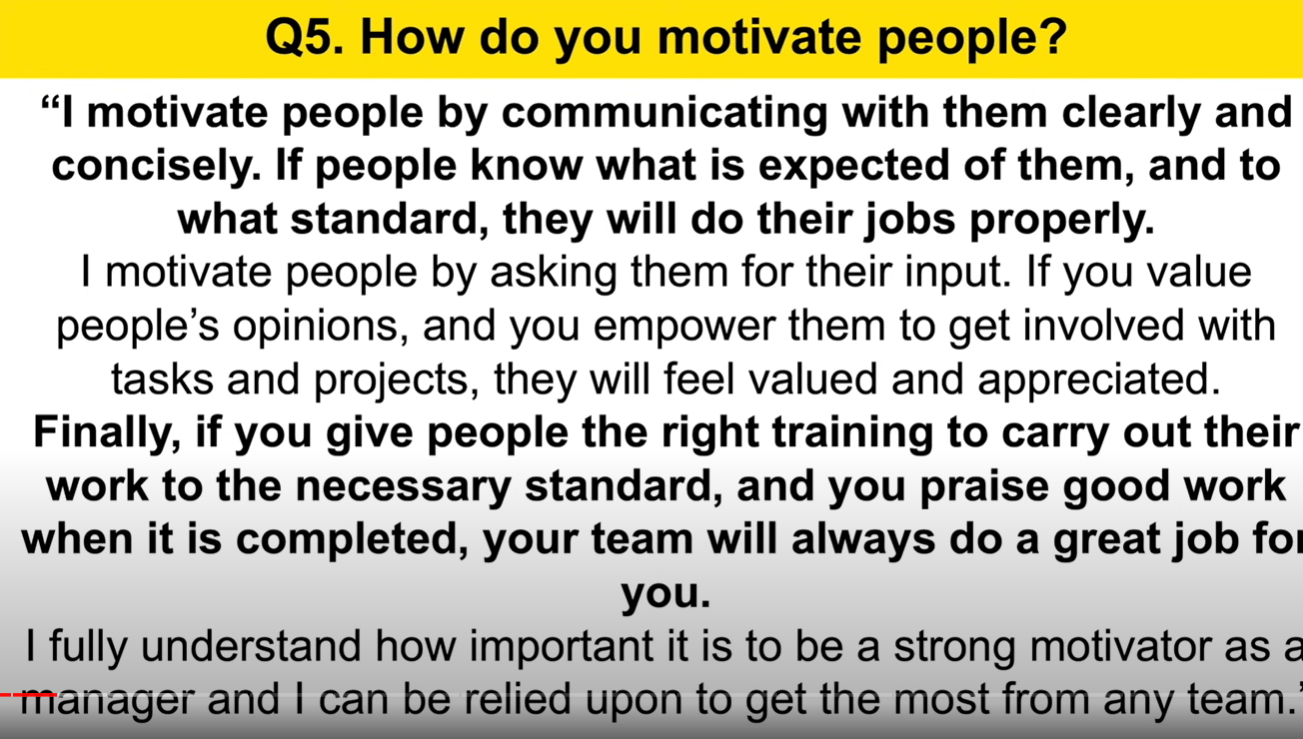 Q5. How do you motivate people?
“I motivate people by communicating with them clearly and
concisely. If people know what is expected of them, and to
what standard, they will do their jobs properly.
I motivate people by asking them for their input. If you value
people’s opinions, and you empower them to get involved with
tasks and projects, they will feel valued and appreciated.
Finally, if you give people the right training to carry out their
work to the necessary standard, and you praise good work
when it is completed, your team will always do a great job for
you.
I fully understand how important it is to be a strong motivator as a
manager and I can be relied upon to get the most from any team.”